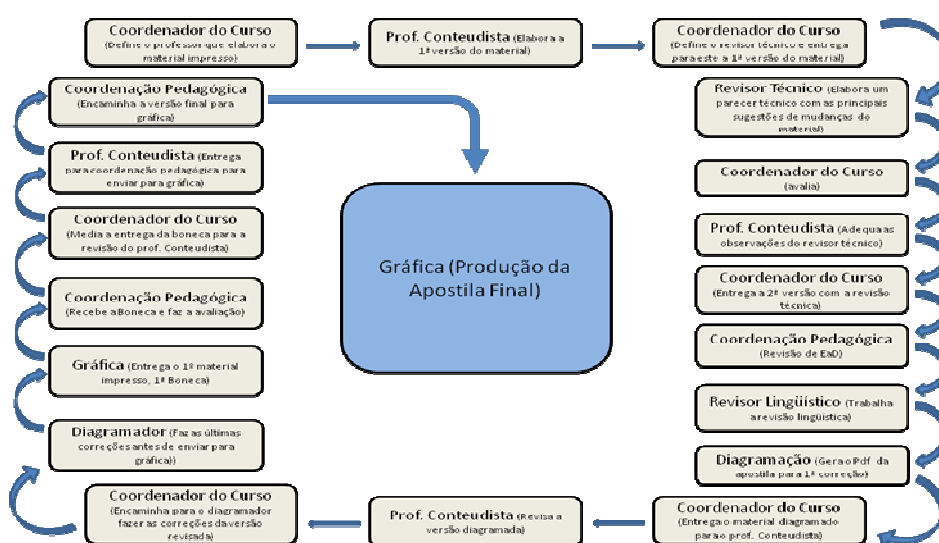 Coordenador do Curso
(Define o professor que elabora o
material impresso)
Prof. Conteudista (Elabora a
1ª versão do material)
Coordenador do Curso
(Define o revisor técnico e entrega
para este a 1ª versão do material)
Revisor Técnico (Elabora um
parecer técnico com as principais
sugestões de mudanças do
material)
Coordenador do Curso
(avalia)
Prof. Conteudista (Adequa as
observações do revisor técnico)
Coordenador do Curso
(Entrega a 2ª versão com a revisão
técnica)
Coordenação Pedagógica
(Revisão de EaD)
Revisor Lingüístico (Trabalha
a revisão lingüística)
Diagramação (Gera o Pdf da
apostila para 1ª correção)
Coordenador do Curso
(Entrega o material diagramado
para o prof. Conteudista)
Prof. Conteudista (Revisa a
versão diagramada)
Coordenador do Curso
(Encaminha para o diagramador
fazer as correções da versão
revisada)
Diagramador (Faz as últimas
correções antes de enviar para
gráfica))
Gráfica (Entrega o 1º material
impresso, 1ª Boneca)
Coordenação Pedagógica
(Recebe a Boneca e faz a avaliação)
Coordenador do Curso
(Media a entrega da boneca para a
revisão do prof. Conteudista)
Prof. Conteudista (Entrega
para coordenação pedagógica para
enviar para gráfica)
Coordenação Pedagógica
(Encaminha a versão final para
gráfica)
Gráfica (Produção da
Apostila Final)